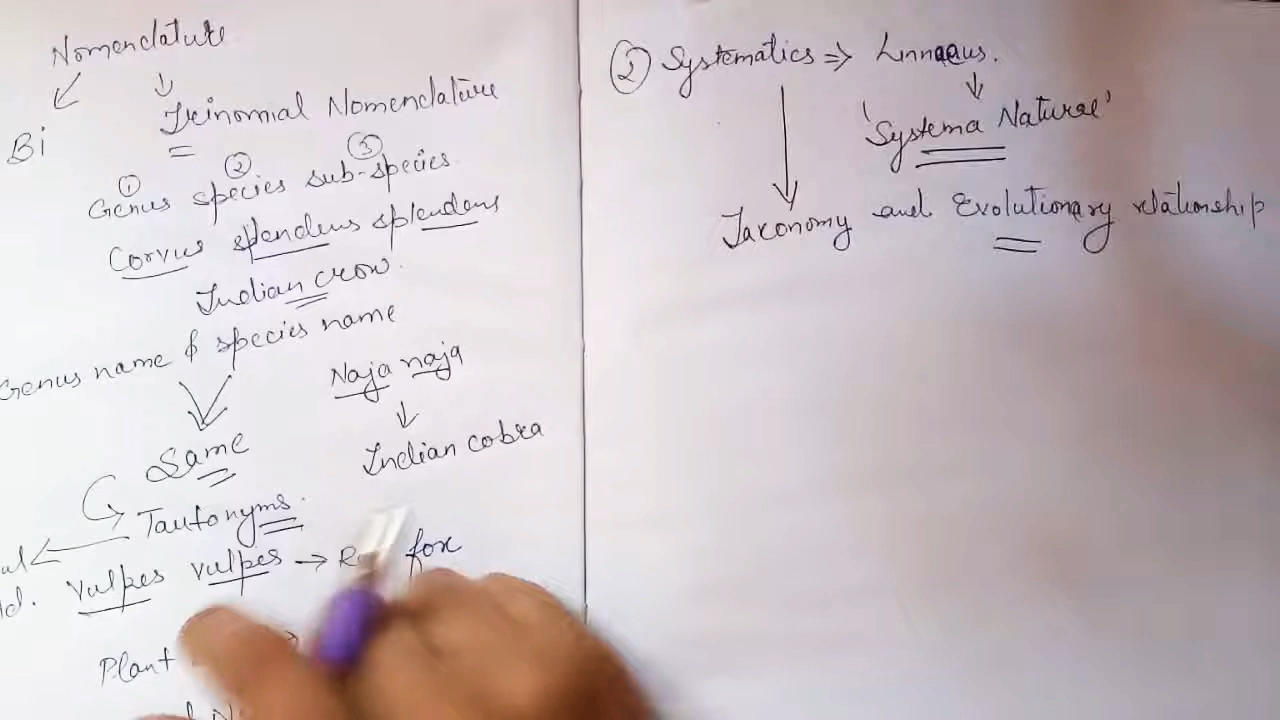 Nomenclature
Bi
Trinomial Nomenclature
① ② ③
Genus species sub-species
Corvus splendens splendens
Indian crow.
Genus name & species name
Same
Naja naja
Indian cobra
Tautonyms.
Vulpes vulpes → fox
Plant
② Systematics ⇒ Linnaeus.
'Systema Naturae'
Taxonomy and Evolutionary relationship